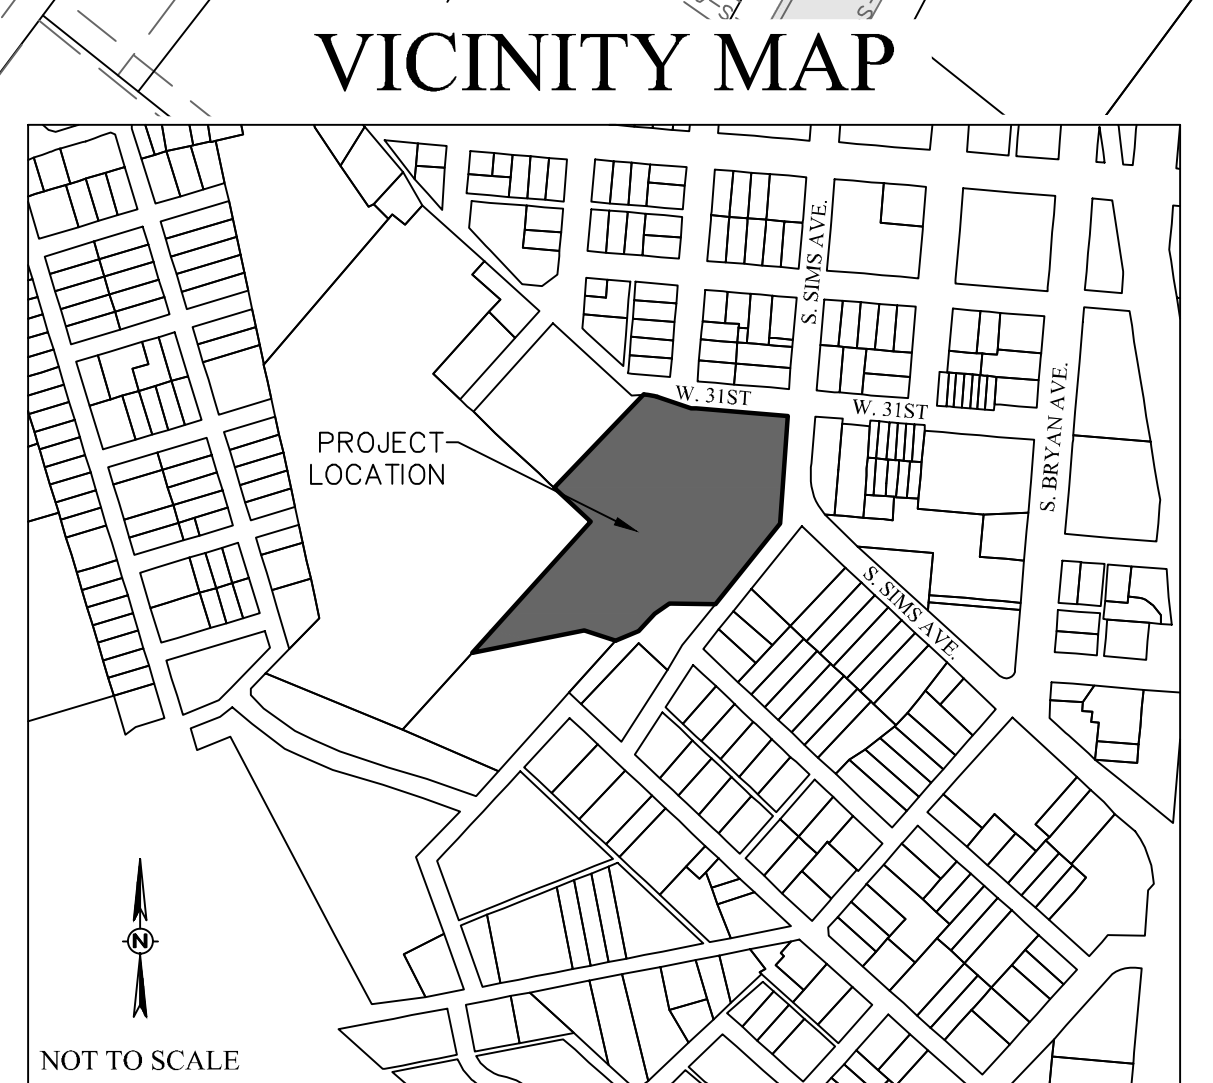 VICINITY MAP
S. SIMS AVE.
W. 31ST
W. 31ST
S. BRYAN AVE.
PROJECT
LOCATION
S. SIMS AVE.
N
NOT TO SCALE